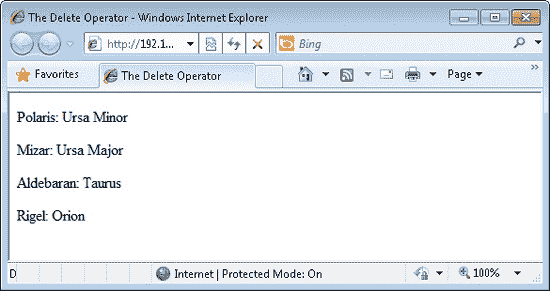 The Delete Operator - Windows Internet Explorer
http://192.1...
Bing
Favorites
The Delete Operator
Page
»
Polaris: Ursa Minor
Mizar: Ursa Major
Aldebaran: Taurus
Rigel: Orion
D
Internet | Protected Mode: On
100%